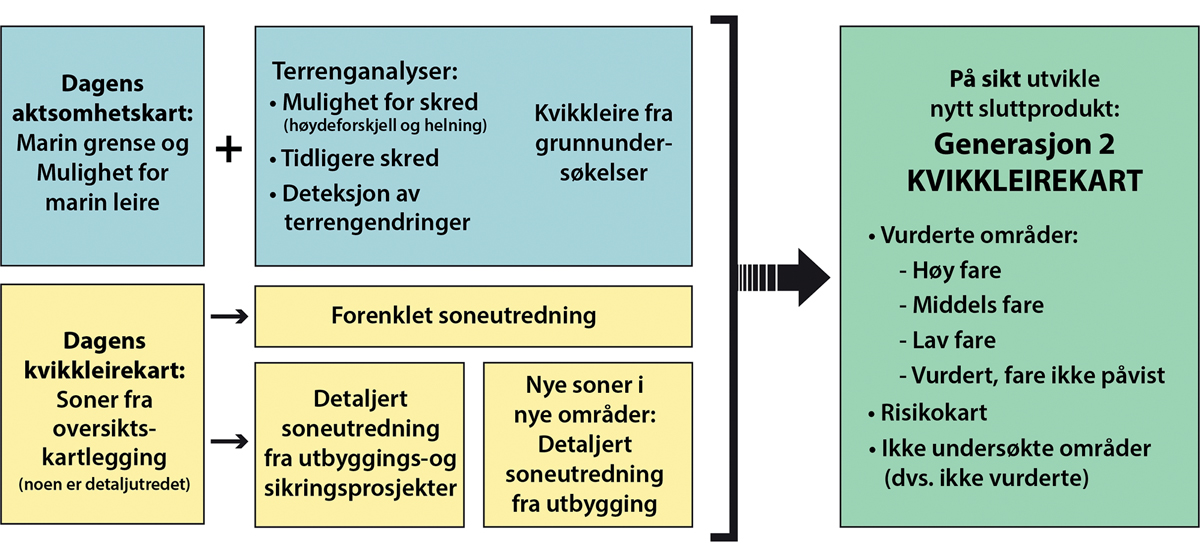 Dagens
aktsomhetskart:
Marin grense og
Mulighet for
marin leire
+
Terrenganalyser:
• Mulighet for skred
(høydeforskjell og helning)
• Tidligere skred
• Deteksjon av
terrengendringer
Kvikkleire fra
grunnunder-
søkelser
Dagens
kvikkleirekart:
Soner fra
oversikts-
kartlegging
(noen er detaljutredet)
Forenklet soneutredning
Detaljert
soneutredning
fra utbyggings-og
sikringsprosjekter
Nye soner i
nye områder:
Detaljert
soneutredning
fra utbygging
På sikt utvikle
nytt sluttprodukt:
Generasjon 2
KVIKKLEIREKART
• Vurderte områder:
- Høy fare
- Middels fare
- Lav fare
- Vurdert, fare ikke påvist
• Risikokart
• Ikke undersøkte områder
(dvs. ikke vurderte)